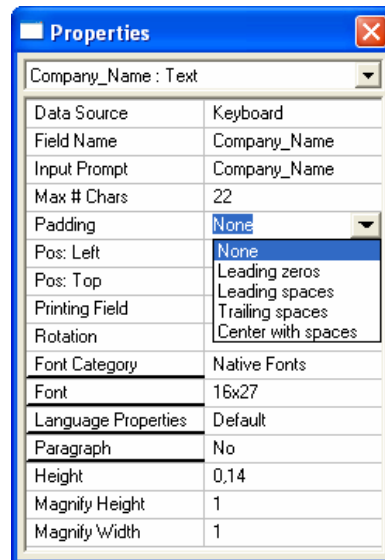 Properties
Company_Name : Text
Data Source Keyboard
Field Name Company_Name
Input Prompt Company_Name
Max # Chars 22
Padding None
Pos: Left None
Leading zeros
Pos: Top Leading spaces
Printing Field Trailing spaces
Rotation Center with spaces
Font Category Native Fonts
Font 16x27
Language Properties Default
Paragraph No
Height 0,14
Magnify Height 1
Magnify Width 1